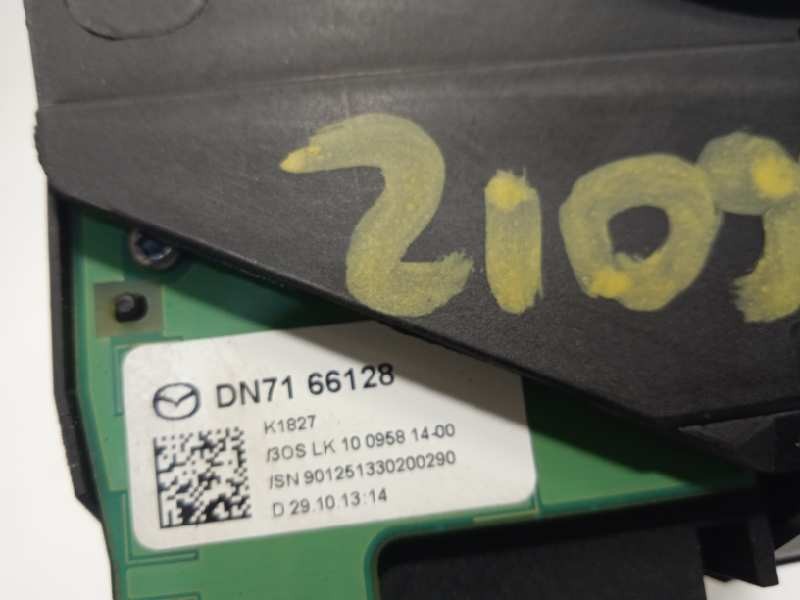 DN71 66128
K1827
/3OS LK 10 0958 14-00
/SN 901251330200290
D 29.10.13:14